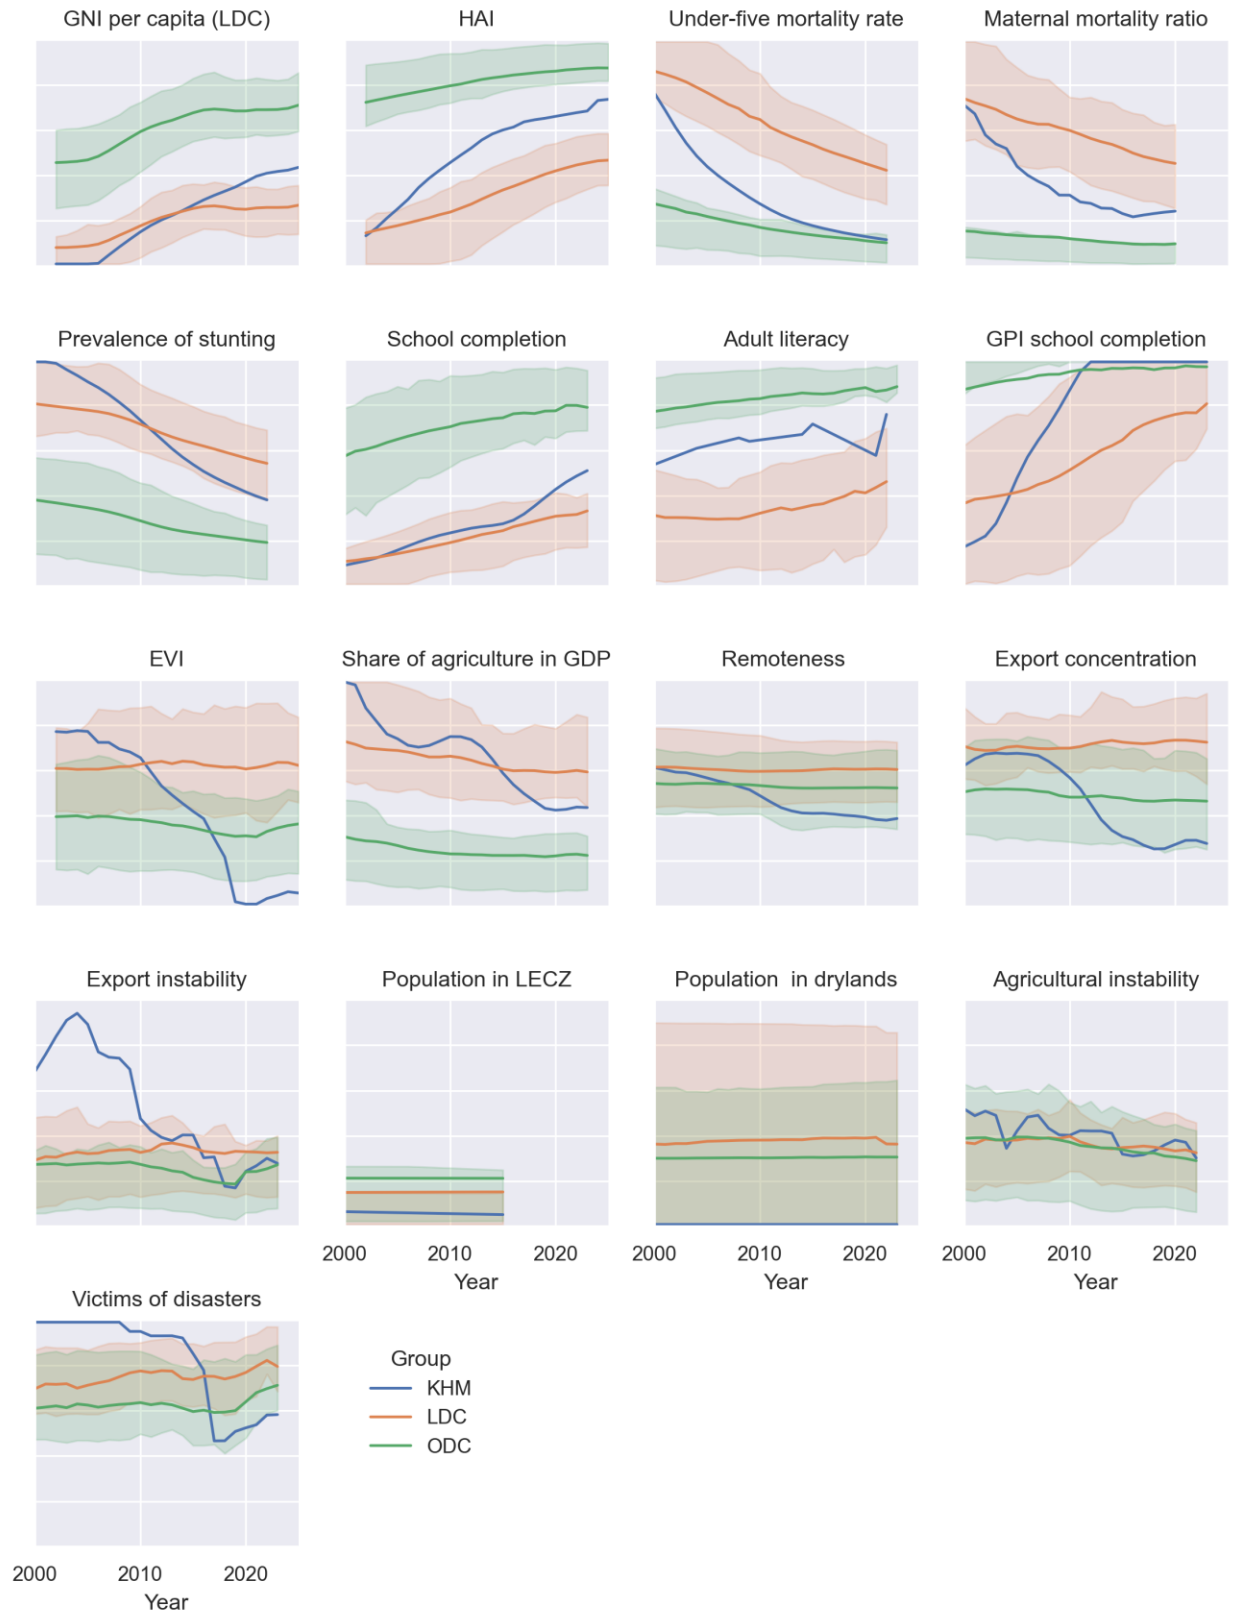 GNI per capita (LDC)
HAI
Under-five mortality rate
Maternal mortality ratio
Prevalence of stunting
School completion
Adult literacy
GPI school completion
EVI
Share of agriculture in GDP
Remoteness
Export concentration
Export instability
Population in LECZ
Population  in drylands
Agricultural instability
2000 2010 2020
Year
2000 2010 2020
Year
2000 2010 2020
Year
Victims of disasters
2000 2010 2020
Year
Group
KHM
LDC
ODC